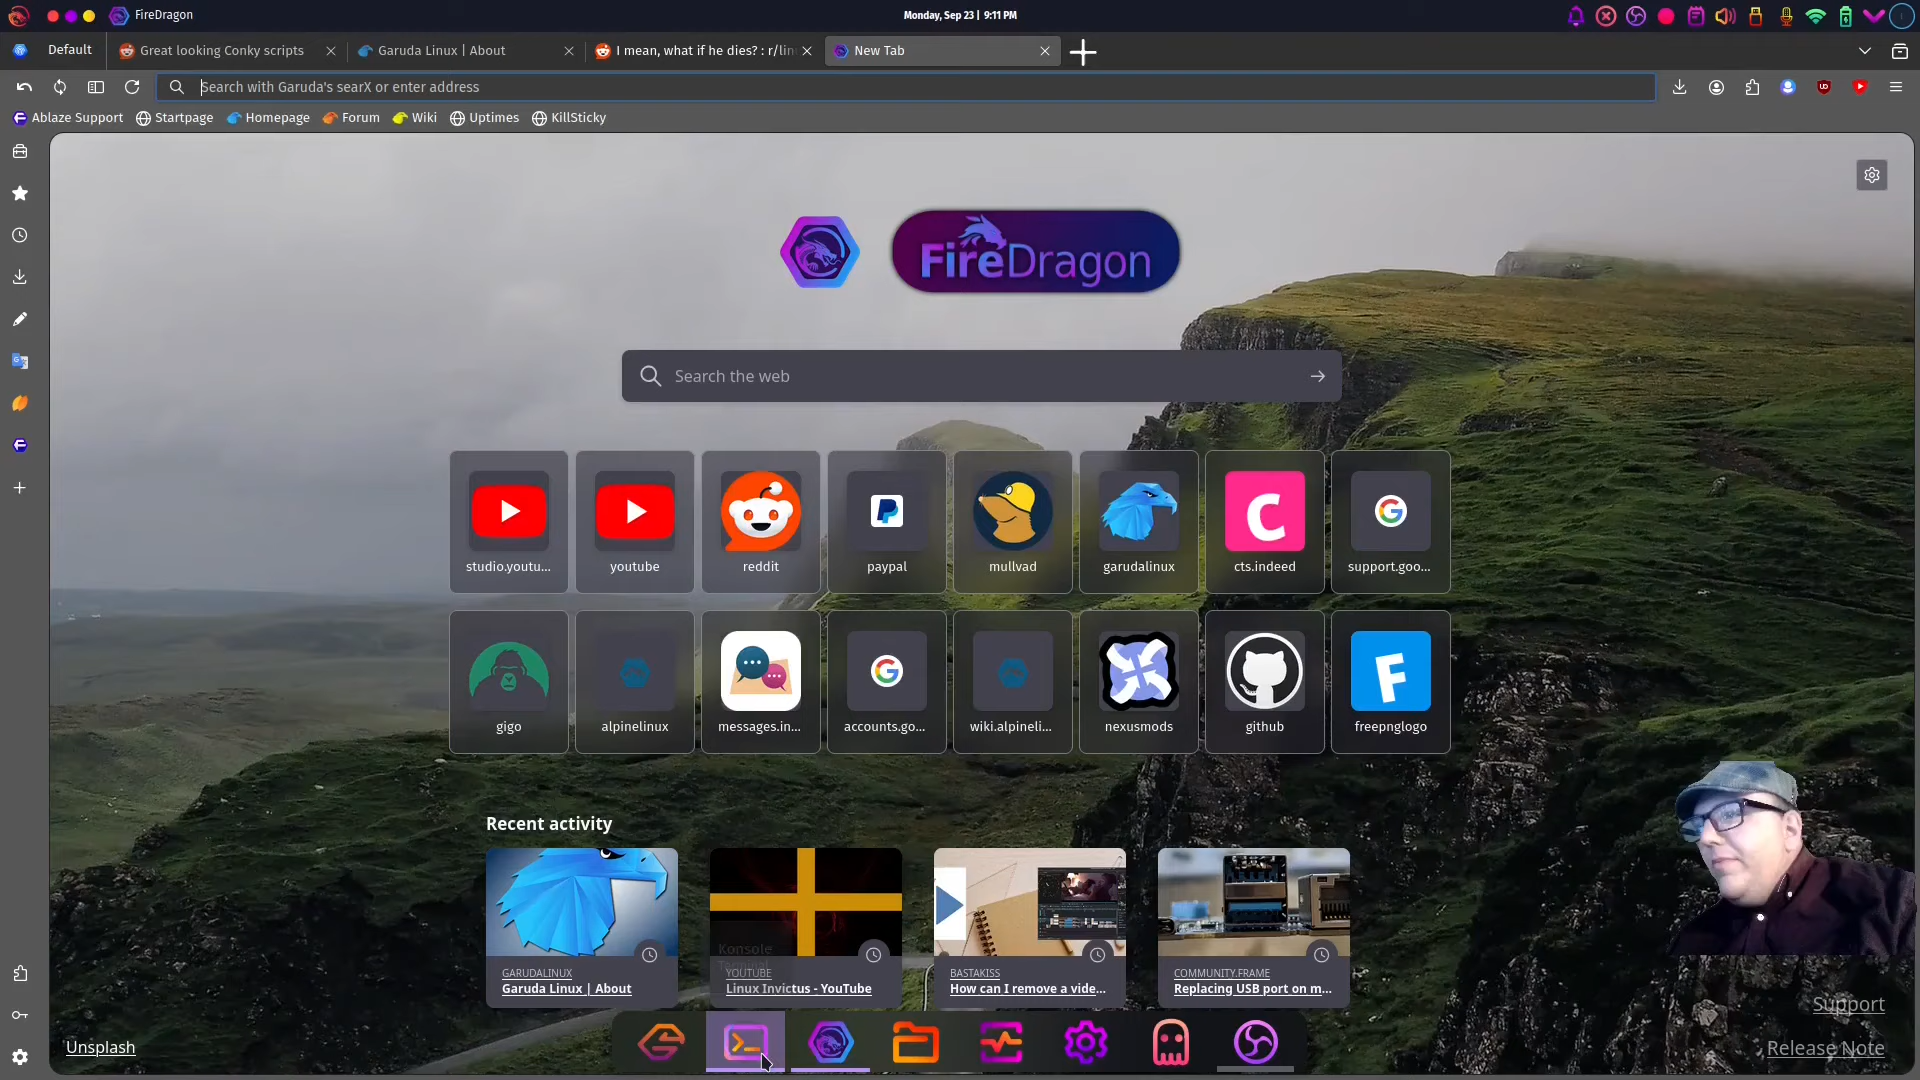 FireDragon
Monday, Sep 23 | 9:11 PM
Default
Great looking Conky scripts
Garuda Linux | About
I mean, what if he dies? : r/lin
New Tab
Search with Garuda's searX or enter address
Ablaze Support
Startpage
Homepage
Forum
Wiki
Uptimes
KillSticky
FireDragon
Search the web
studio.youtu...
youtube
reddit
paypal
mullvad
garudalinux
cts.indeed
support.goo...
gigo
alpinelinux
messages.in...
accounts.go...
wiki.alpineli...
nexusmods
github
freepnglogo
Recent activity
Konsole
GARUDALINUX
Garuda Linux | About
YOUTUBE
Linux Invictus - YouTube
BASTAKISS
How can I remove a vide...
COMMUNITY.FRAME
Replacing USB port on m...
Support
Unsplash
Release Note